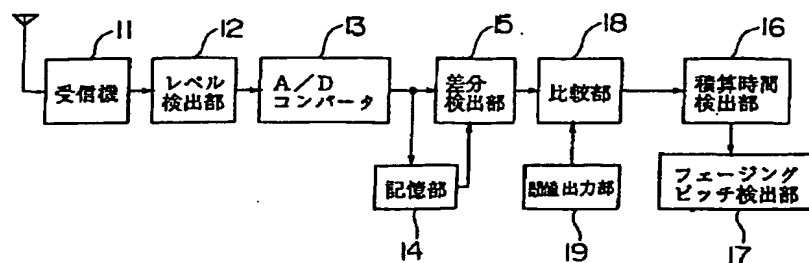 11
12
13
15
18
16
受信機
レベル
検出部
A/D
コンバータ
差分
検出部
比較部
積算時間
検出部
記憶部
閾値出力部
フェージング
ピッチ検出部
14
19
17